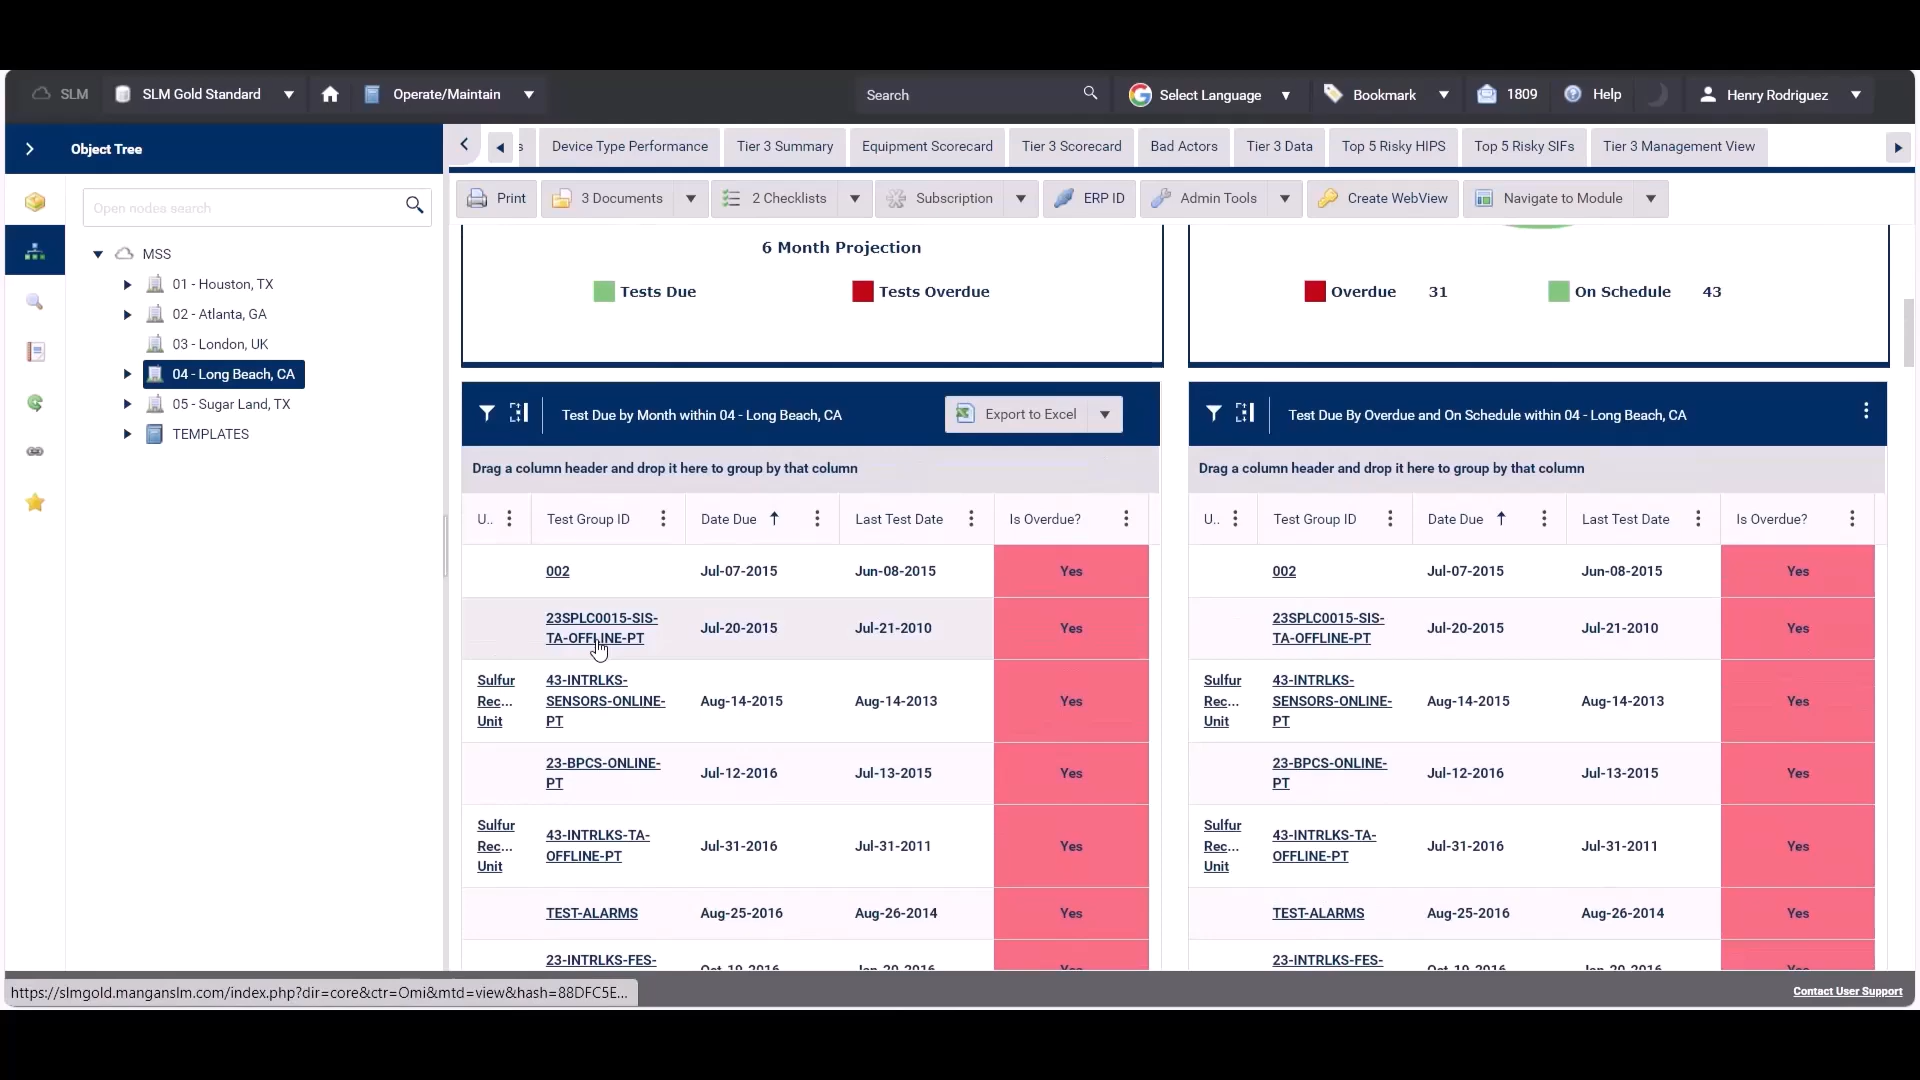 SLM
SLM Gold Standard
Operate/Maintain
Search
Select Language
Bookmark
1809
Help
Henry Rodriguez
Object Tree
s
Device Type Performance
Tier 3 Summary
Equipment Scorecard
Tier 3 Scorecard
Bad Actors
Tier 3 Data
Top 5 Risky HIPS
Top 5 Risky SIFs
Tier 3 Management View
Print
3 Documents
2 Checklists
Subscription
ERP ID
Admin Tools
Create WebView
Navigate to Module
Open nodes search
MSS
01 - Houston, TX
02 - Atlanta, GA
03 - London, UK
04 - Long Beach, CA
05 - Sugar Land, TX
TEMPLATES
6 Month Projection
Tests Due
Tests Overdue
Overdue 31
On Schedule 43
Test Due by Month within 04 - Long Beach, CA
Export to Excel
Drag a column header and drop it here to group by that column
U..
Test Group ID
Date Due
Last Test Date
Is Overdue?
002
Jul-07-2015
Jun-08-2015
Yes
23SPLC0015-SIS-
TA-OFFLINE-PT
Jul-20-2015
Jul-21-2010
Yes
Sulfur
Rec...
Unit
43-INTRLKS-
SENSORS-ONLINE-
PT
Aug-14-2015
Aug-14-2013
Yes
23-BPCS-ONLINE-
PT
Jul-12-2016
Jul-13-2015
Yes
Sulfur
Rec...
Unit
43-INTRLKS-TA-
OFFLINE-PT
Jul-31-2016
Jul-31-2011
Yes
TEST-ALARMS
Aug-25-2016
Aug-26-2014
Yes
23-INTRLKS-FES-
Oct-19-2016
Jan-20-2016
Yes
Test Due By Overdue and On Schedule within 04 - Long Beach, CA
Drag a column header and drop it here to group by that column
U..
Test Group ID
Date Due
Last Test Date
Is Overdue?
002
Jul-07-2015
Jun-08-2015
Yes
23SPLC0015-SIS-
TA-OFFLINE-PT
Jul-20-2015
Jul-21-2010
Yes
Sulfur
Rec...
Unit
43-INTRLKS-
SENSORS-ONLINE-
PT
Aug-14-2015
Aug-14-2013
Yes
23-BPCS-ONLINE-
PT
Jul-12-2016
Jul-13-2015
Yes
Sulfur
Rec...
Unit
43-INTRLKS-TA-
OFFLINE-PT
Jul-31-2016
Jul-31-2011
Yes
TEST-ALARMS
Aug-25-2016
Aug-26-2014
Yes
23-INTRLKS-FES-
Oct-19-2016
Jan-20-2016
Yes
https://slmgold.manganslm.com/index.php?dir=core&ctr=Omi&mtd=view&hash=88DFC5E...
Contact User Support